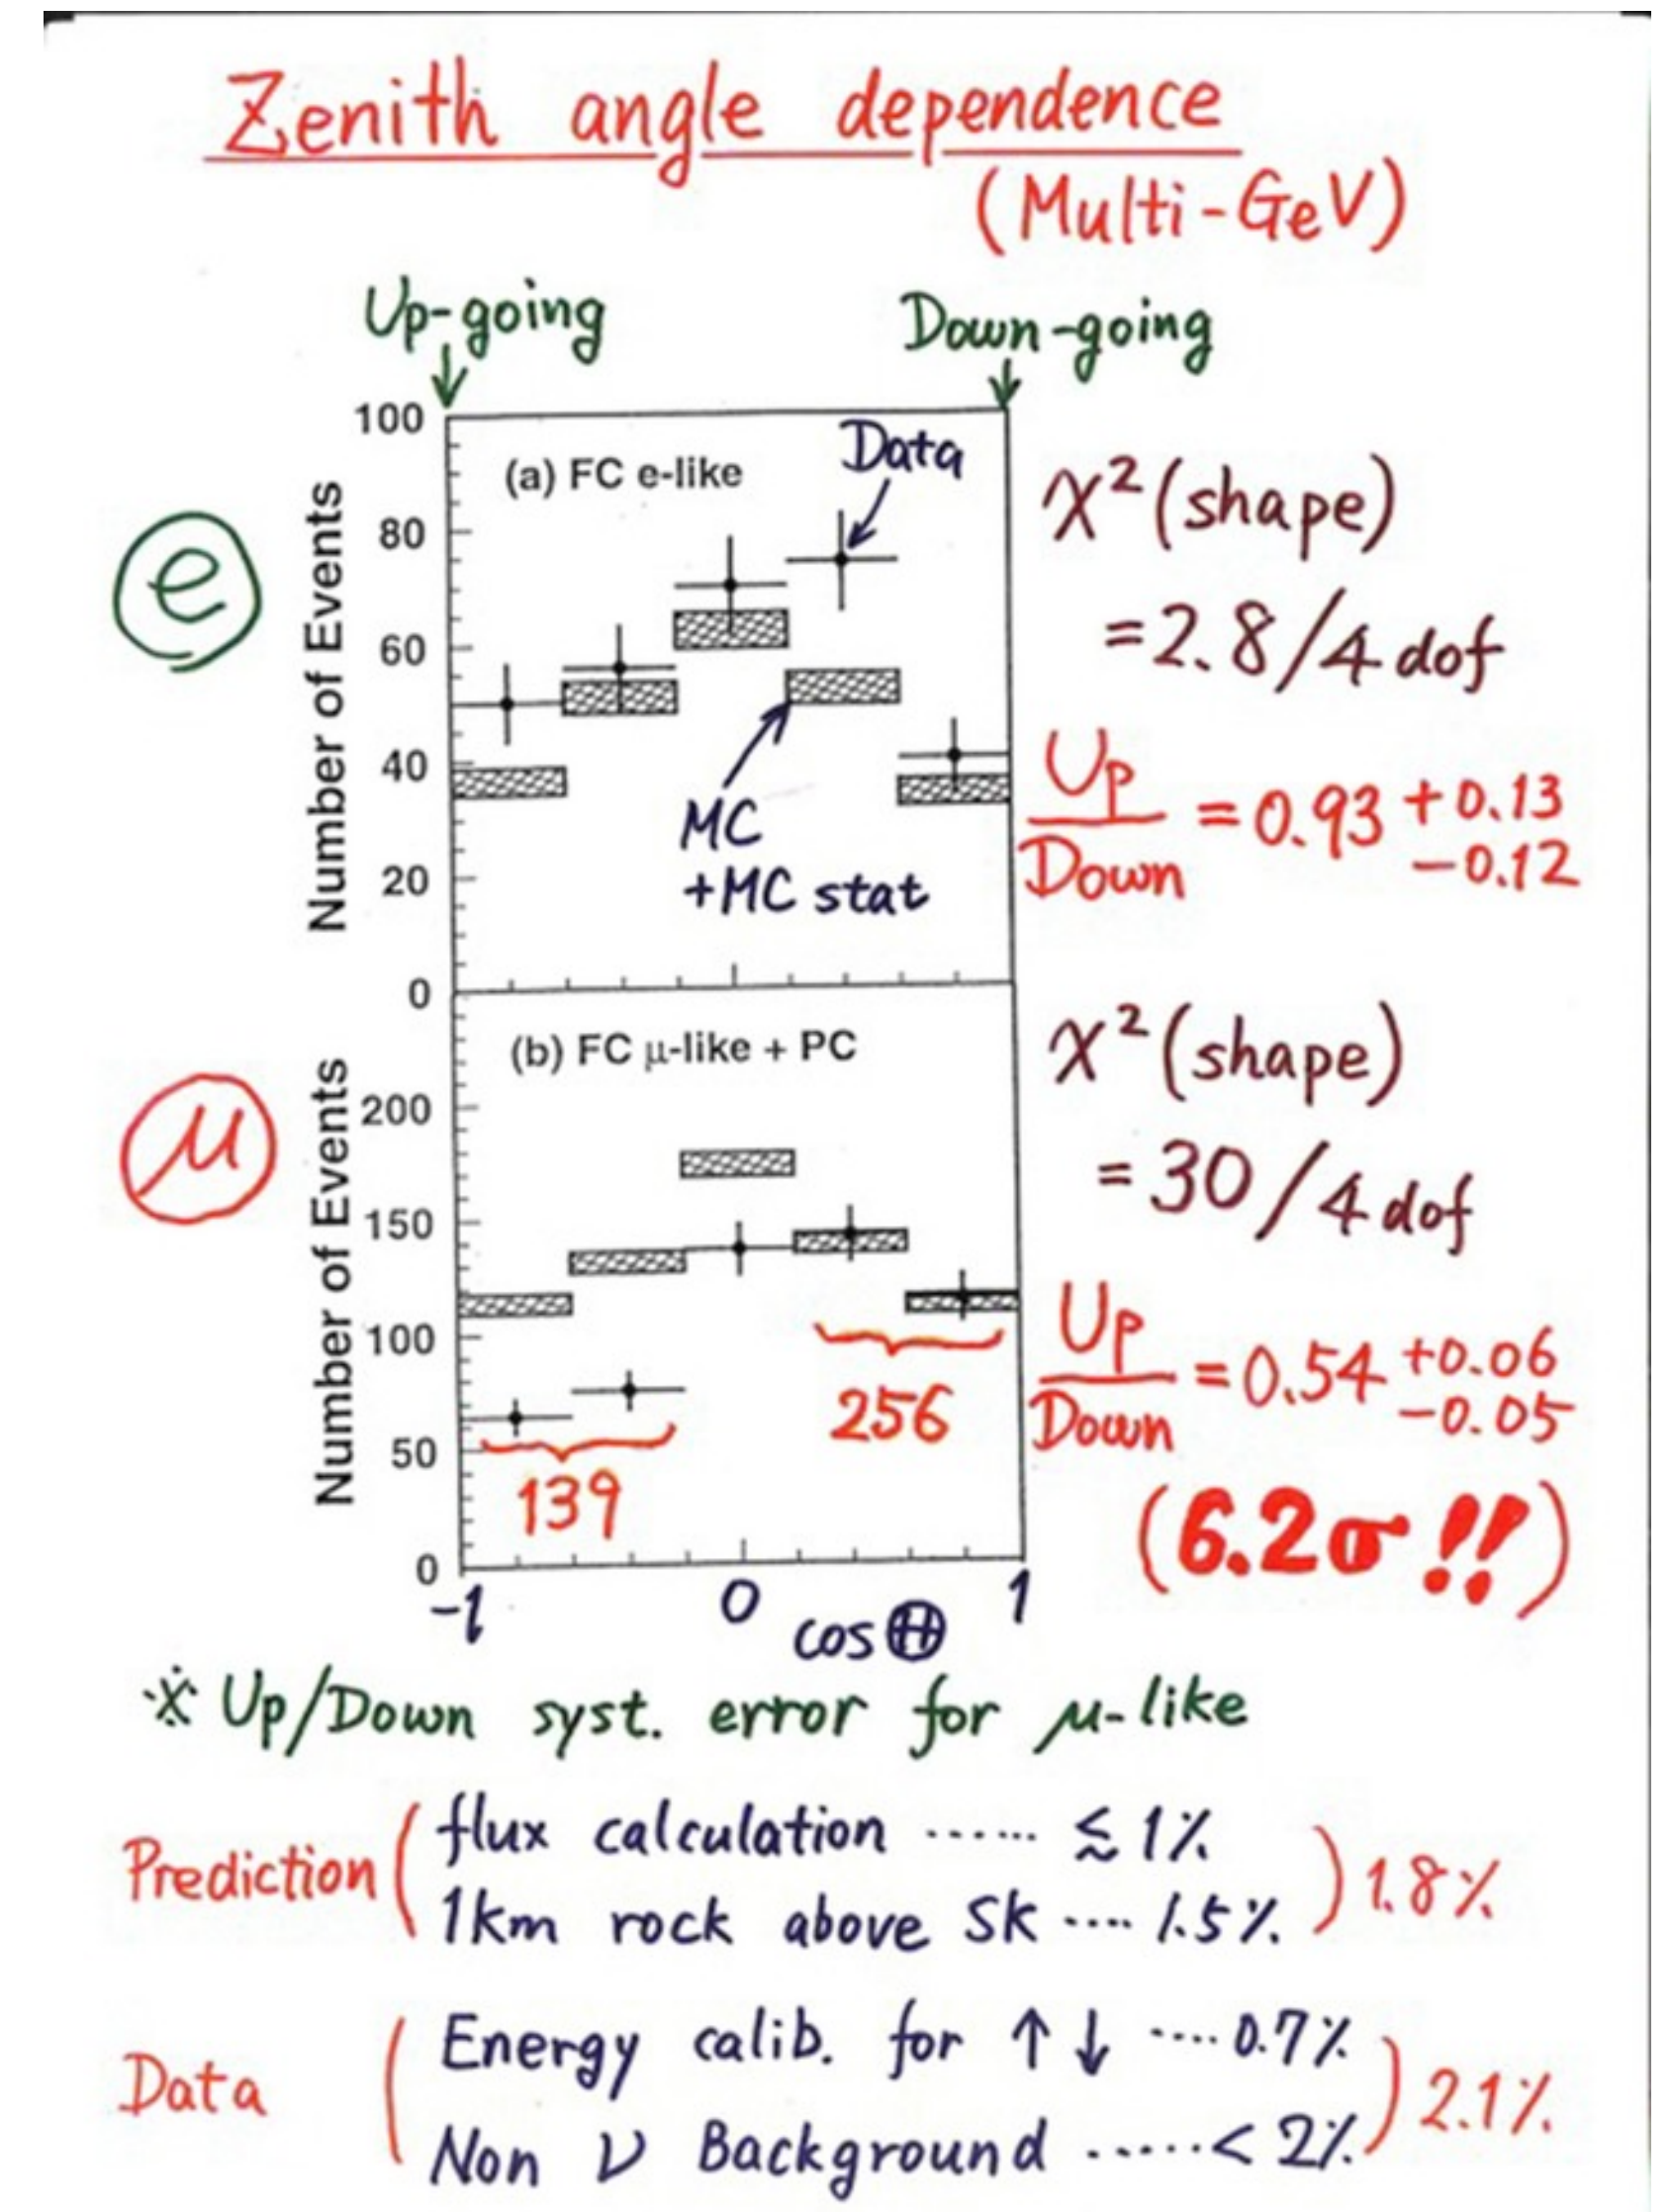 Zenith angle dependence
(Multi-GeV)
Up-going
Down-going
100
80
60
40
20
0
Number of Events
(a) FC e-like
Data
MC
+MC stat
e
χ² (shape)
= 2.8/4 dof
Up/Down = 0.93 +0.13 -0.12
200
150
100
50
0
Number of Events
(b) FC μ-like + PC
μ
139
256
χ² (shape)
= 30/4 dof
Up/Down = 0.54 +0.06 -0.05
(6.2σ!!)
-1 0 1
cosΘ
※ Up/Down syst. error for μ-like
Prediction ( flux calculation ...... ≲ 1%
1km rock above SK .... 1.5% ) 1.8%
Data ( Energy calib. for ↑↓ .... 0.7%
Non ν Background ..... < 2% ) 2.1%